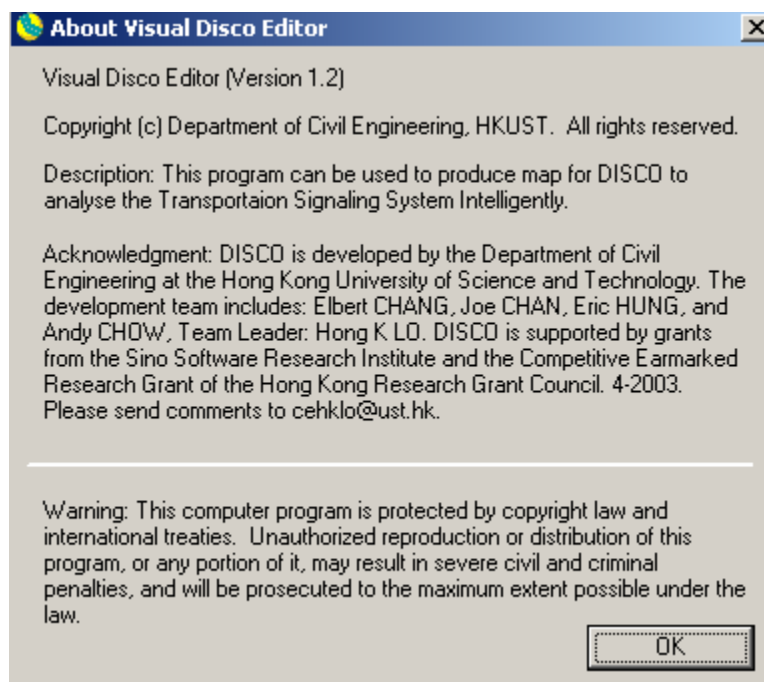 About Visual Disco Editor
Visual Disco Editor (Version 1.2)
Copyright (c) Department of Civil Engineering, HKUST.  All rights reserved.
Description: This program can be used to produce map for DISCO to
analyse the Transportaion Signaling System Intelligently.
Acknowledgment: DISCO is developed by the Department of Civil
Engineering at the Hong Kong University of Science and Technology. The
development team includes: Elbert CHANG, Joe CHAN, Eric HUNG, and
Andy CHOW, Team Leader: Hong K LO. DISCO is supported by grants
from the Sino Software Research Institute and the Competitive Earmarked
Research Grant of the Hong Kong Research Grant Council. 4-2003.
Please send comments to cehklo@ust.hk.
Warning: This computer program is protected by copyright law and
international treaties.  Unauthorized reproduction or distribution of this
program, or any portion of it, may result in severe civil and criminal
penalties, and will be prosecuted to the maximum extent possible under the
law.
OK